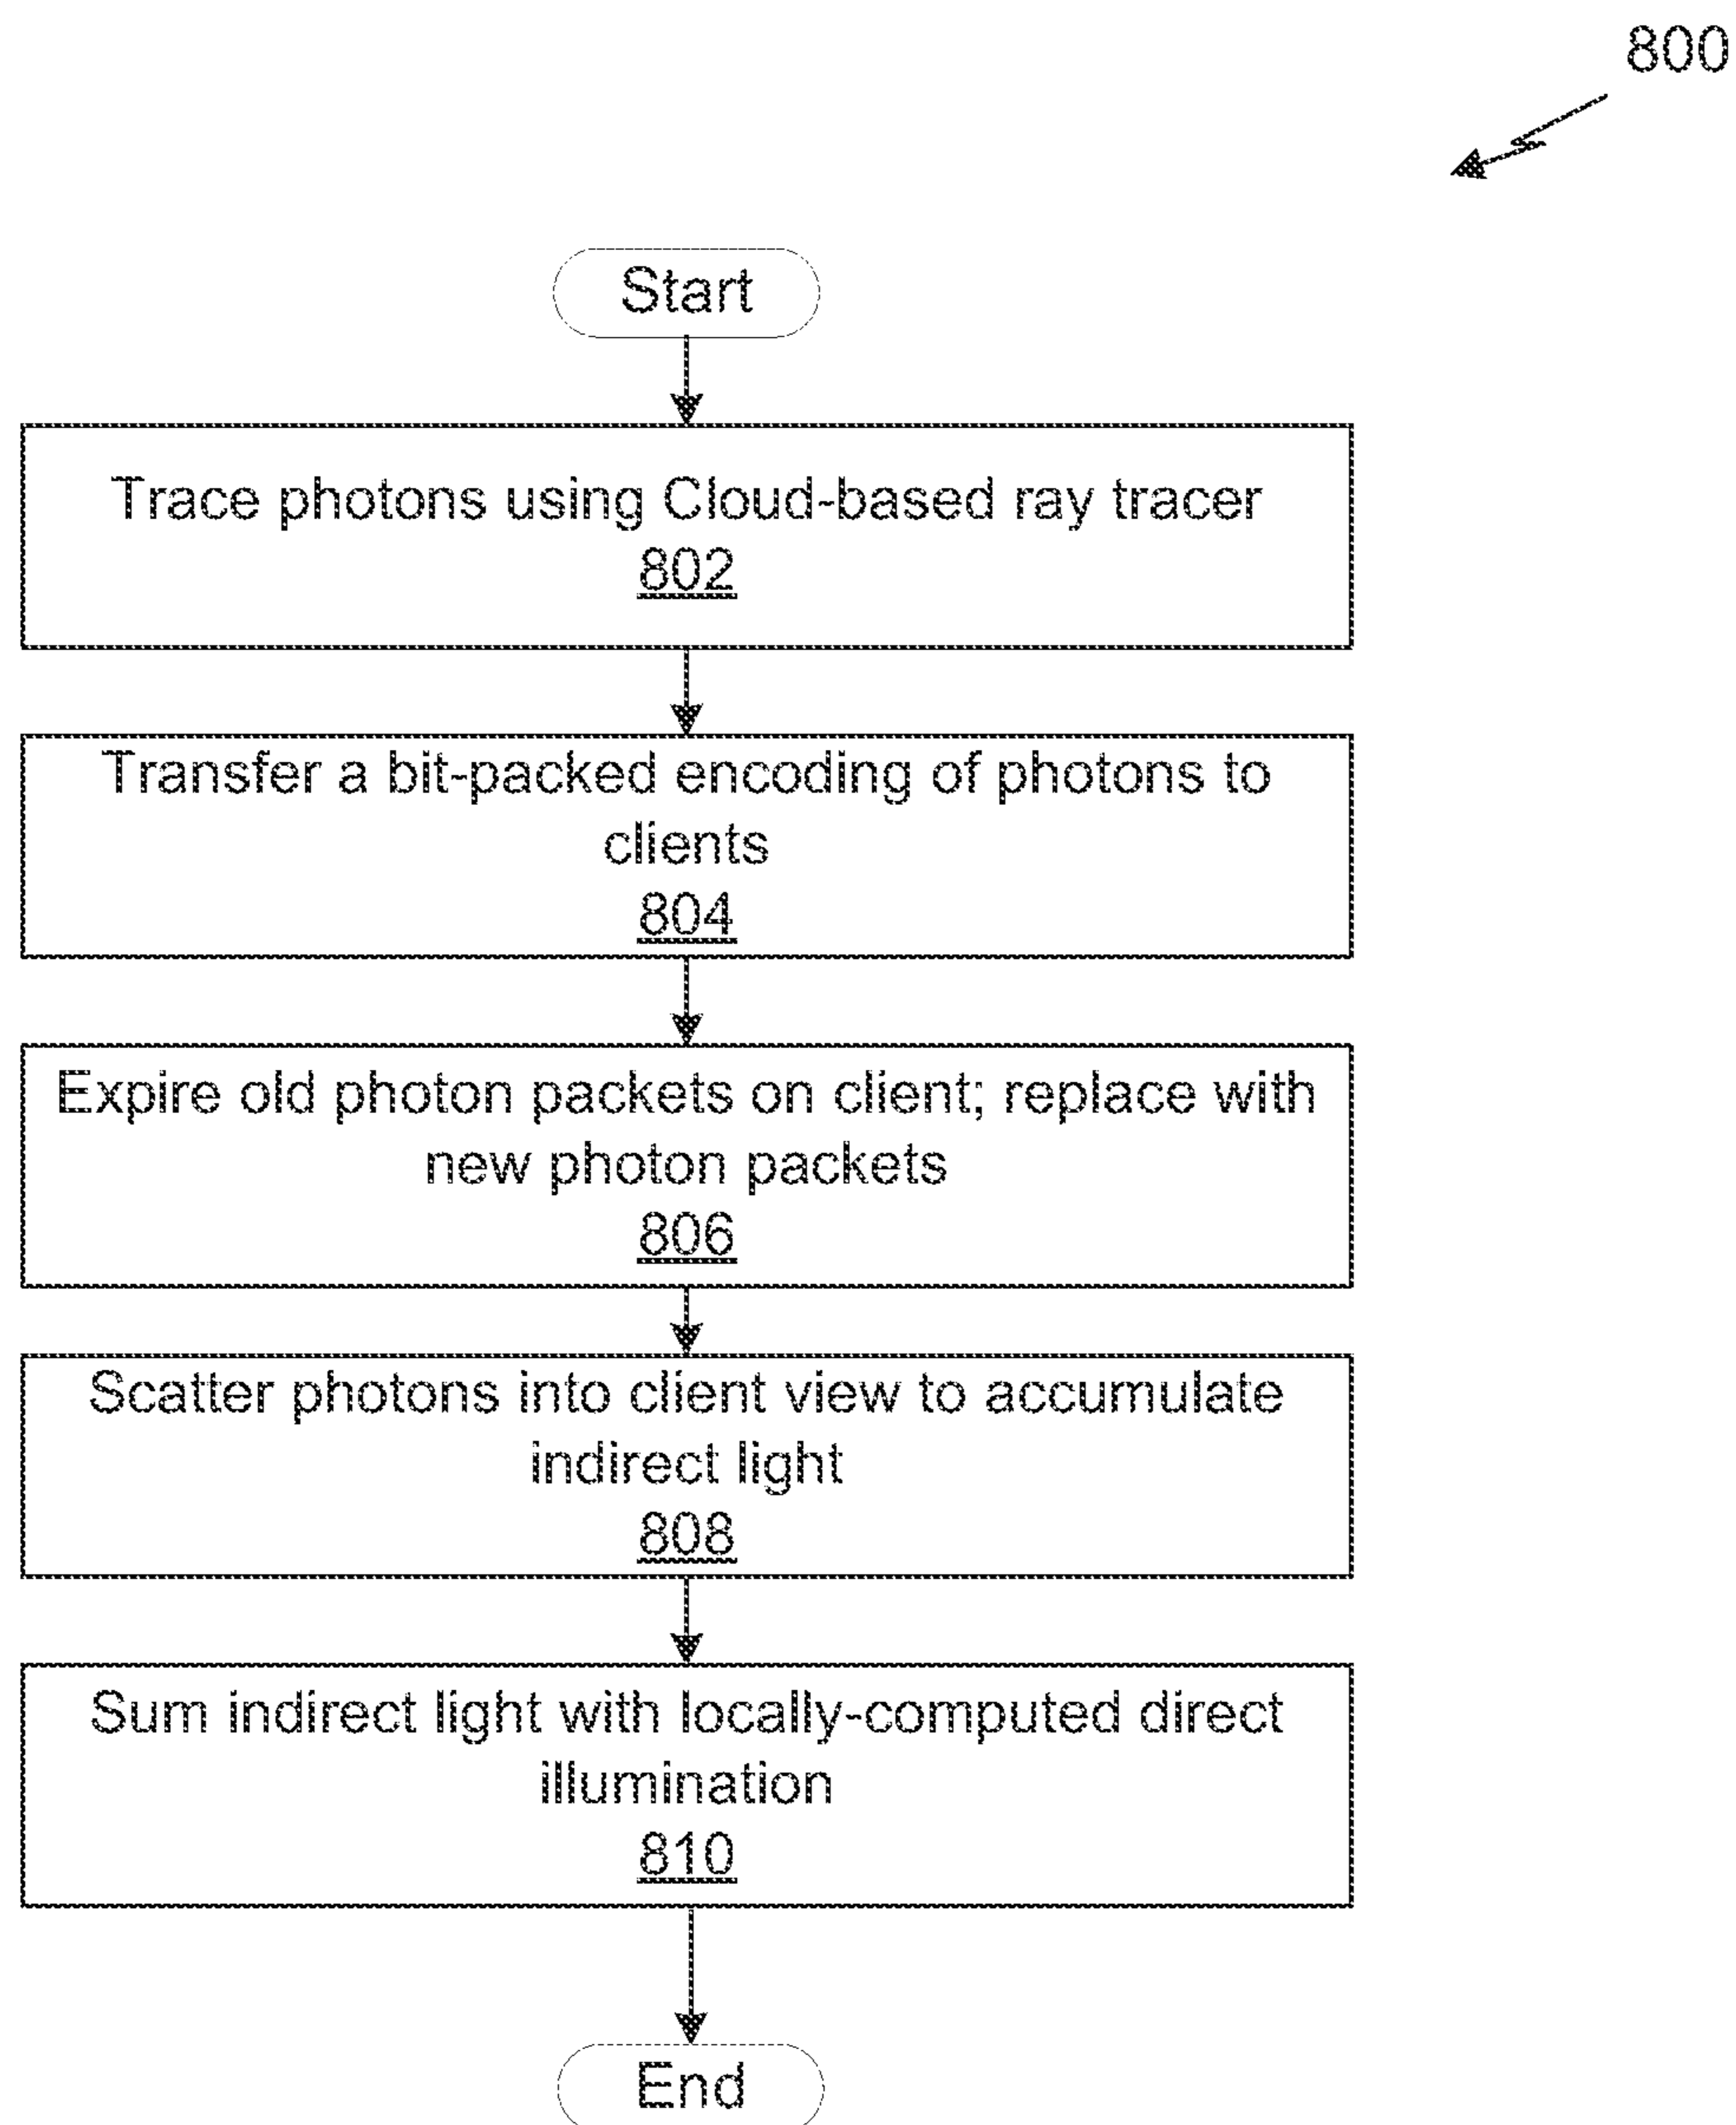 800
Start
Trace photons using Cloud-based ray tracer
802
Transfer a bit-packed encoding of photons to
clients
804
Expire old photon packets on client; replace with
new photon packets
806
Scatter photons into client view to accumulate
indirect light
808
Sum indirect light with locally-computed direct
illumination
810
End